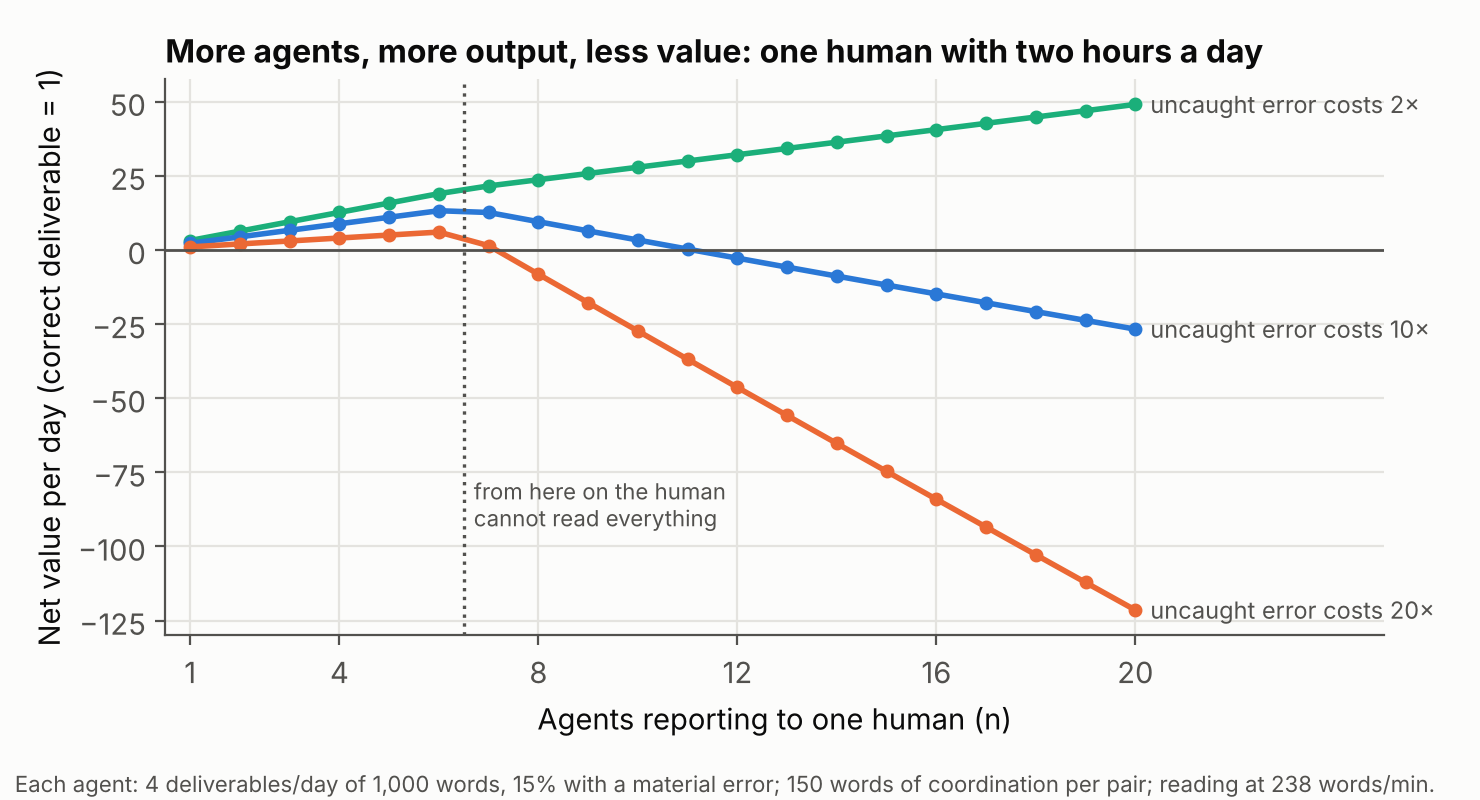 More agents, more output, less value: one human with two hours a day
Net value per day (correct deliverable = 1)
50
25
0
−25
−50
−75
−100
−125
uncaught error costs 2×
uncaught error costs 10×
from here on the human
cannot read everything
uncaught error costs 20×
1
4
8
12
16
20
Agents reporting to one human (n)
Each agent: 4 deliverables/day of 1,000 words, 15% with a material error; 150 words of coordination per pair; reading at 238 words/min.